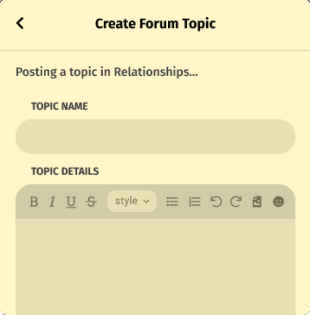 Create Forum Topic
Posting a topic in Relationships...
TOPIC NAME
TOPIC DETAILS
B I U S style